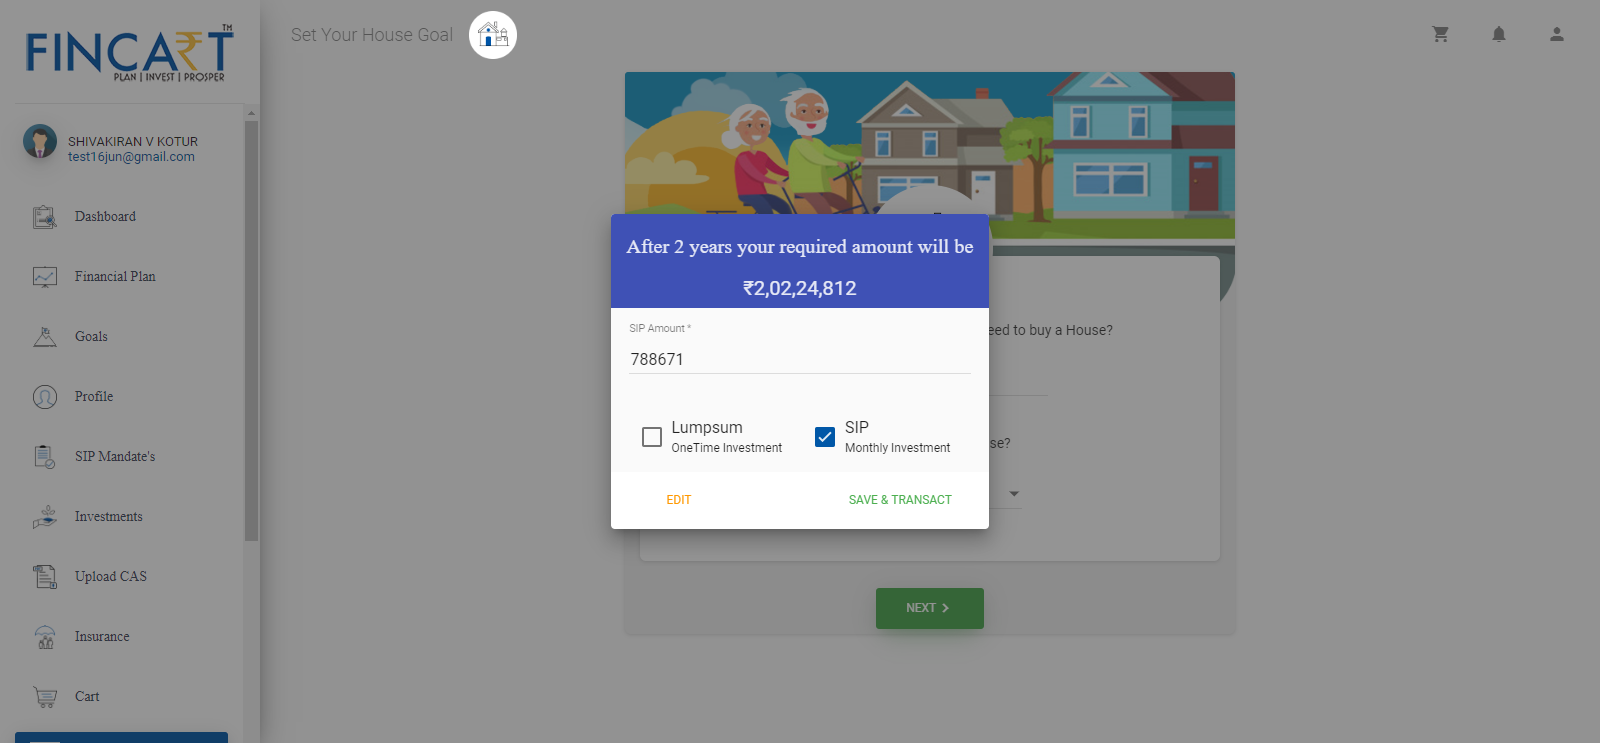 FINCART
TM
PLAN | INVEST | PROSPER
Set Your House Goal
SHIVAKIRAN V KOTUR
test16jun@gmail.com
Dashboard
Financial Plan
Goals
Profile
SIP Mandate's
Investments
Upload CAS
Insurance
Cart
After 2 years your required amount will be
₹2,02,24,812
eed to buy a House?
SIP Amount *
788671
se?
Lumpsum
OneTime Investment
SIP
Monthly Investment
EDIT
SAVE & TRANSACT
NEXT